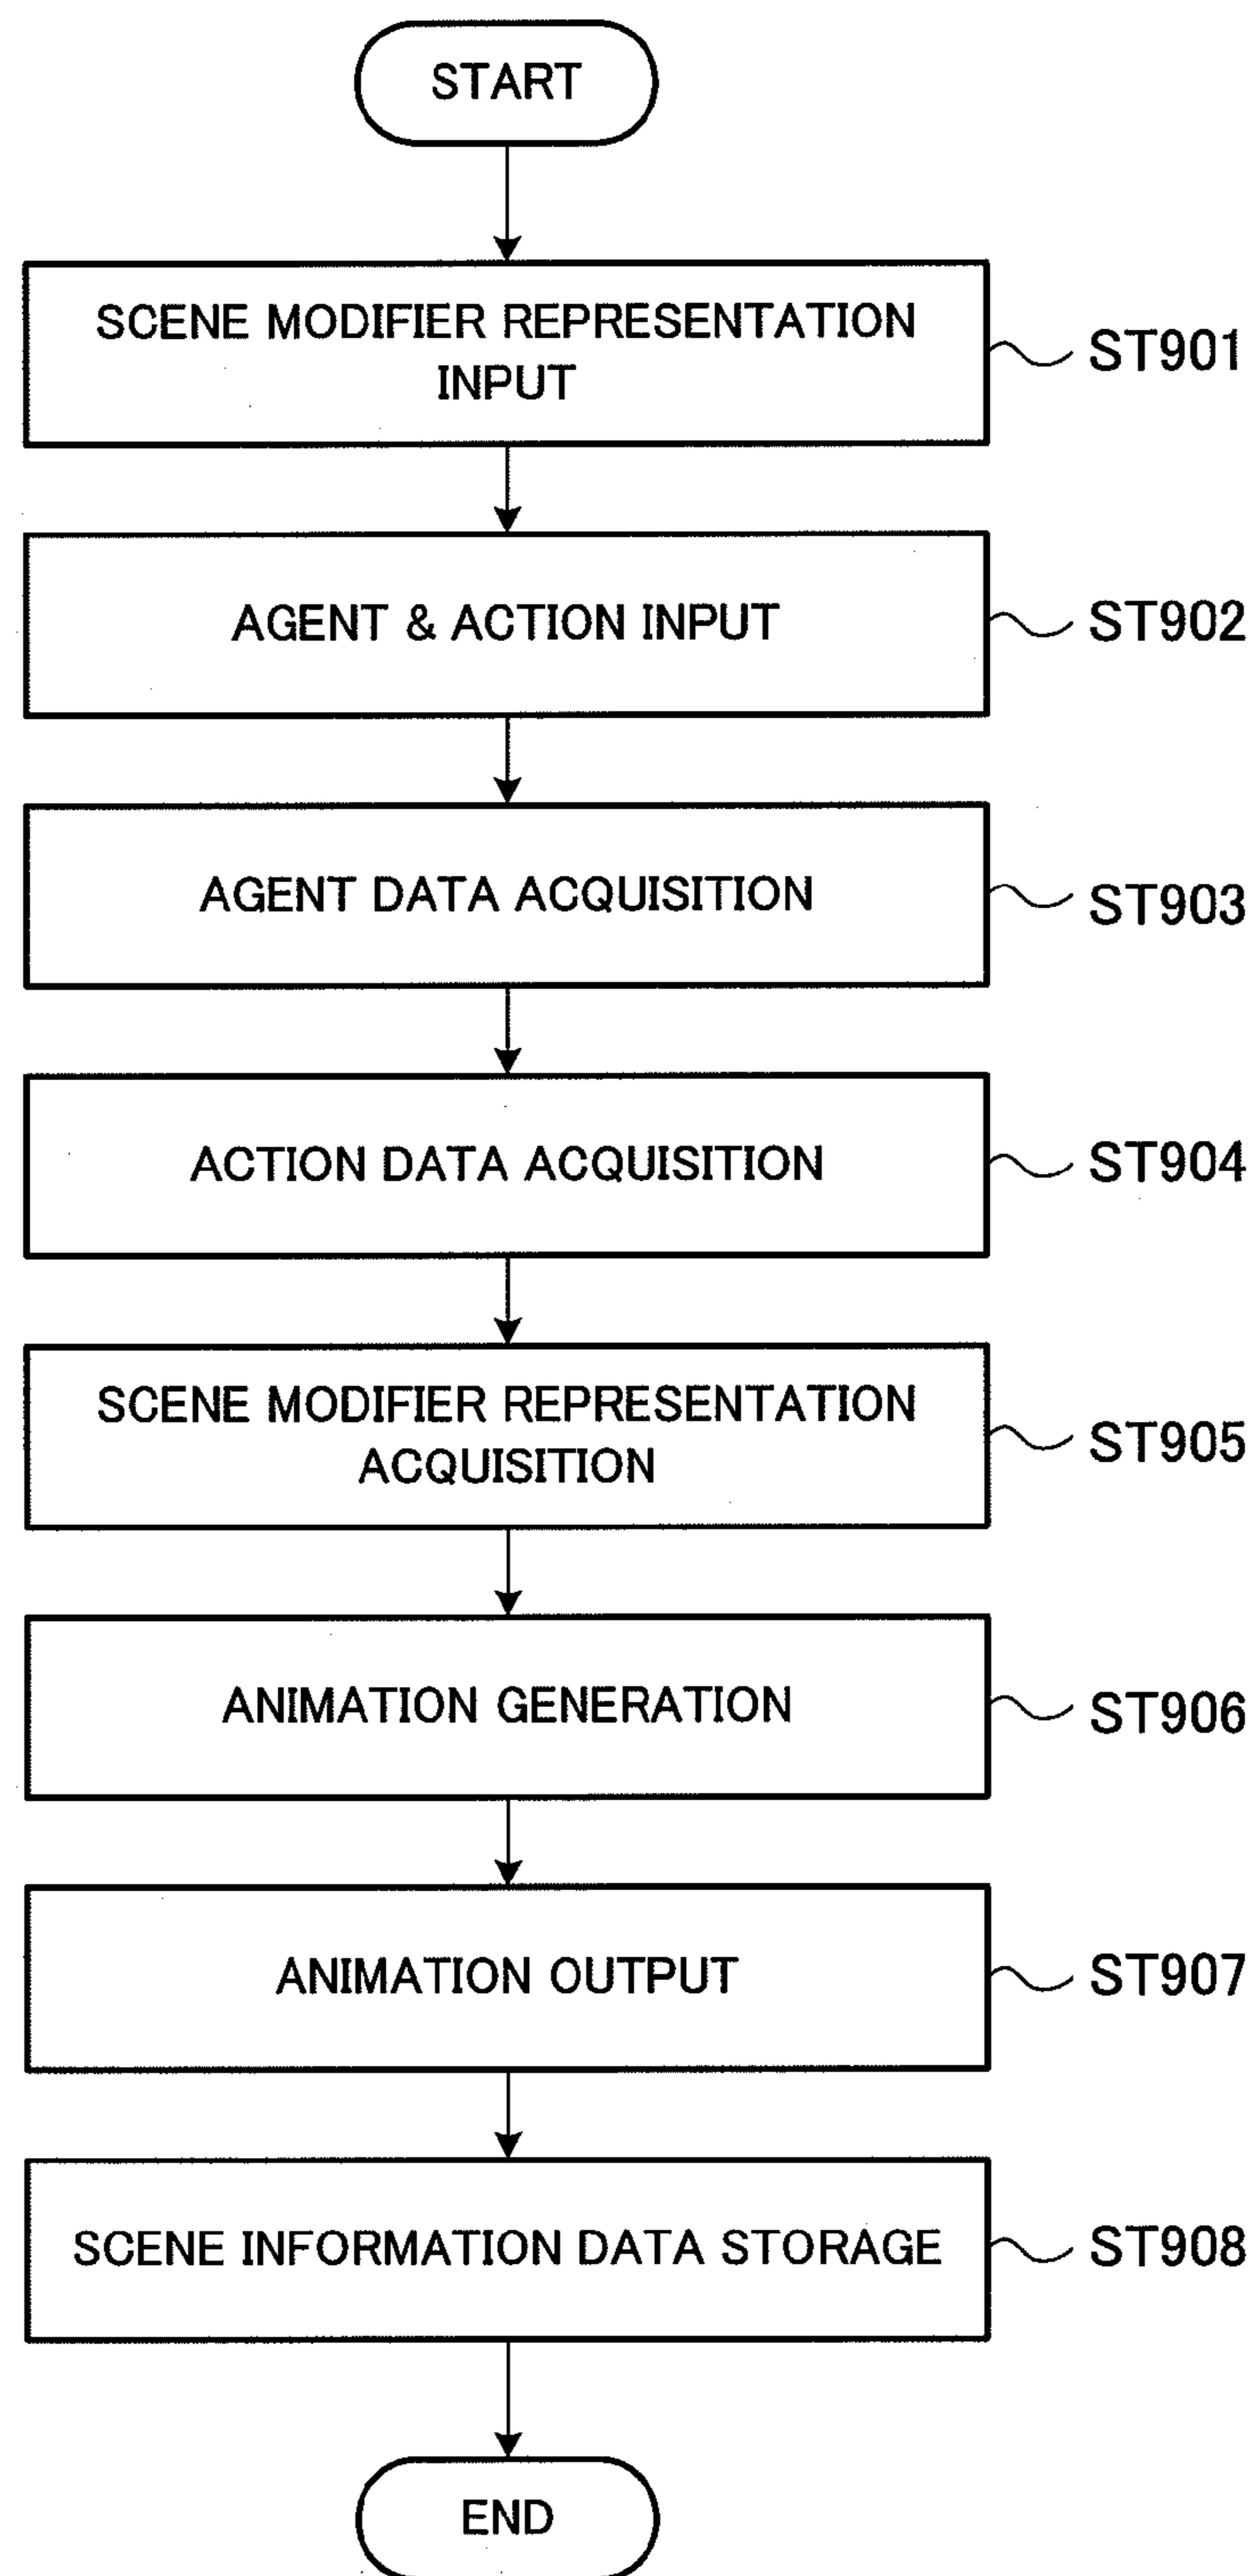 START
SCENE MODIFIER REPRESENTATION
INPUT
ST901
AGENT & ACTION INPUT
ST902
AGENT DATA ACQUISITION
ST903
ACTION DATA ACQUISITION
ST904
SCENE MODIFIER REPRESENTATION
ACQUISITION
ST905
ANIMATION GENERATION
ST906
ANIMATION OUTPUT
ST907
SCENE INFORMATION DATA STORAGE
ST908
END